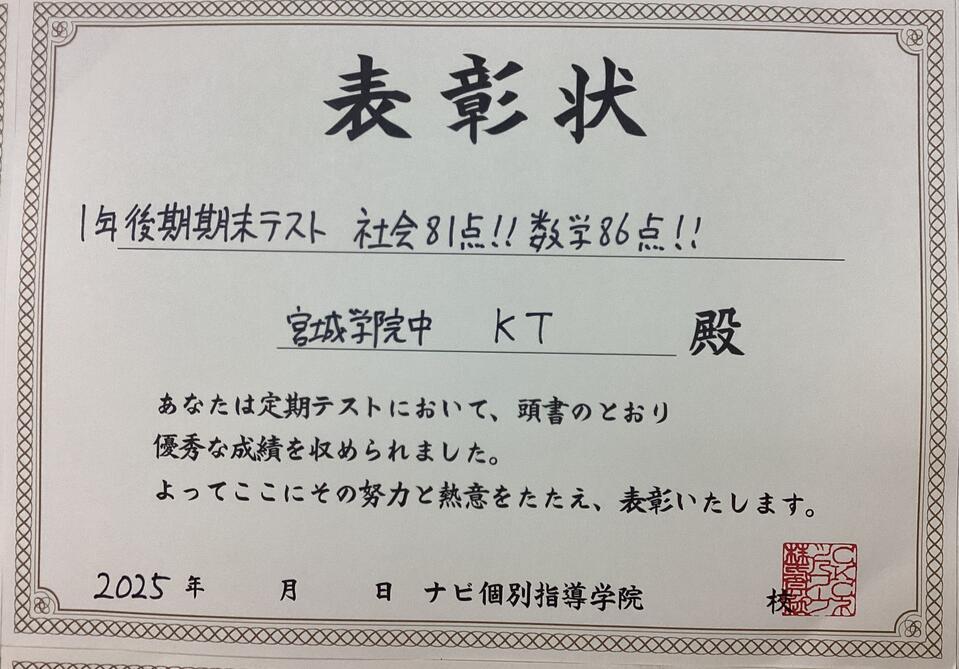 表彰状
1年後期期末テスト 社会81点!! 数学86点!!
宮城学院中 KT 殿
あなたは定期テストにおいて、頭書のとおり
優秀な成績を収められました。
よってここにその努力と熱意をたたえ、表彰いたします。
2025年 月 日 ナビ個別指導学院 校